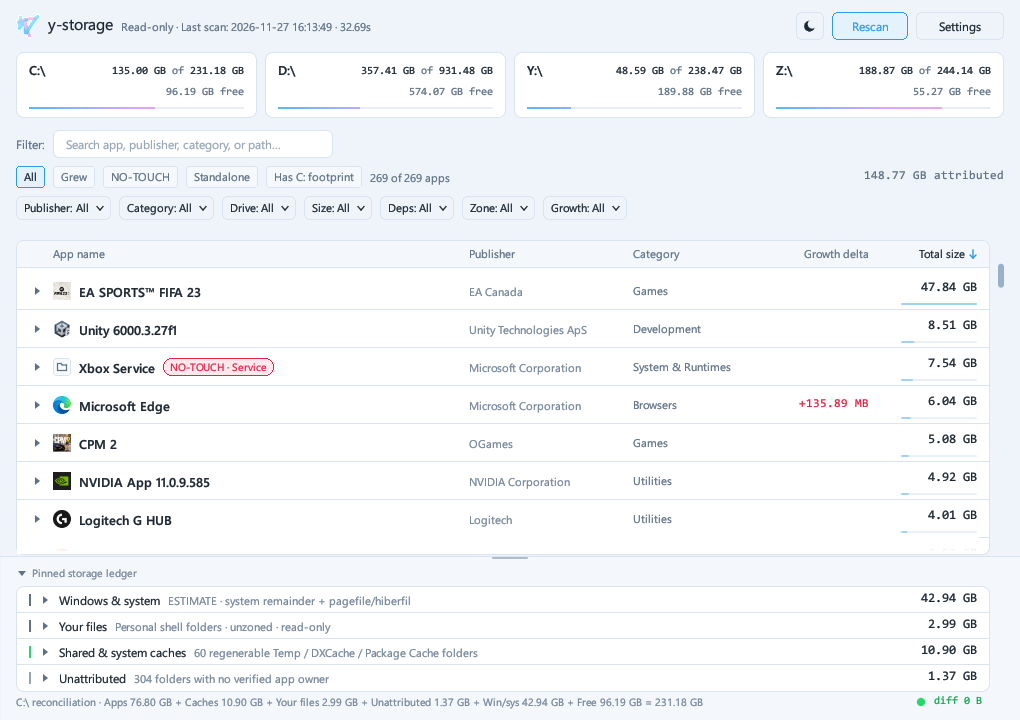 y-storage Read-only · Last scan: 2026-11-27 16:13:49 · 32.69s Rescan Settings
C:\ 135.00 GB of 231.18 GB
96.19 GB free
D:\ 357.41 GB of 931.48 GB
574.07 GB free
Y:\ 48.59 GB of 238.47 GB
189.88 GB free
Z:\ 188.87 GB of 244.14 GB
55.27 GB free
Filter: Search app, publisher, category, or path...
All Grew NO-TOUCH Standalone Has C: footprint 269 of 269 apps 148.77 GB attributed
Publisher: All Category: All Drive: All Size: All Deps: All Zone: All Growth: All
App name Publisher Category Growth delta Total size ↓
EA SPORTS™ FIFA 23 EA Canada Games 47.84 GB
Unity 6000.3.27f1 Unity Technologies ApS Development 8.51 GB
Xbox Service NO-TOUCH · Service Microsoft Corporation System & Runtimes 7.54 GB
Microsoft Edge Microsoft Corporation Browsers +135.89 MB 6.04 GB
CPM 2 OGames Games 5.08 GB
NVIDIA App 11.0.9.585 NVIDIA Corporation Utilities 4.92 GB
Logitech G HUB Logitech Utilities 4.01 GB
Pinned storage ledger
Windows & system ESTIMATE · system remainder + pagefile/hiberfil 42.94 GB
Your files Personal shell folders · unzoned · read-only 2.99 GB
Shared & system caches 60 regenerable Temp / DXCache / Package Cache folders 10.90 GB
Unattributed 304 folders with no verified app owner 1.37 GB
C:\ reconciliation · Apps 76.80 GB + Caches 10.90 GB + Your files 2.99 GB + Unattributed 1.37 GB + Win/sys 42.94 GB + Free 96.19 GB = 231.18 GB diff 0 B